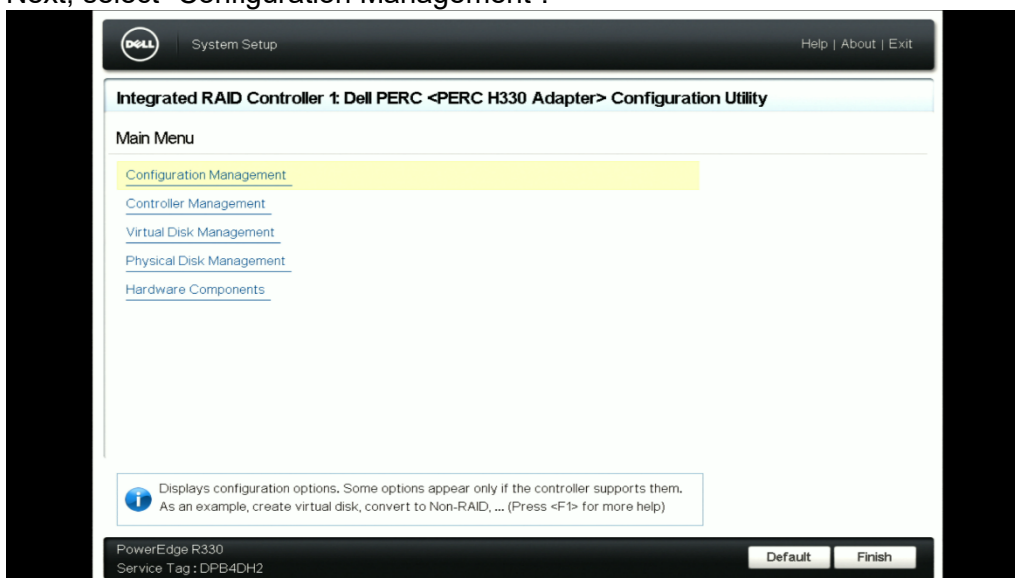 Next, select "Configuration Management".
DELL System Setup Help | About | Exit
Integrated RAID Controller 1: Dell PERC <PERC H330 Adapter> Configuration Utility
Main Menu
Configuration Management
Controller Management
Virtual Disk Management
Physical Disk Management
Hardware Components
Displays configuration options. Some options appear only if the controller supports them.
As an example, create virtual disk, convert to Non-RAID, ... (Press <F1> for more help)
PowerEdge R330
Service Tag : DPB4DH2
Default Finish